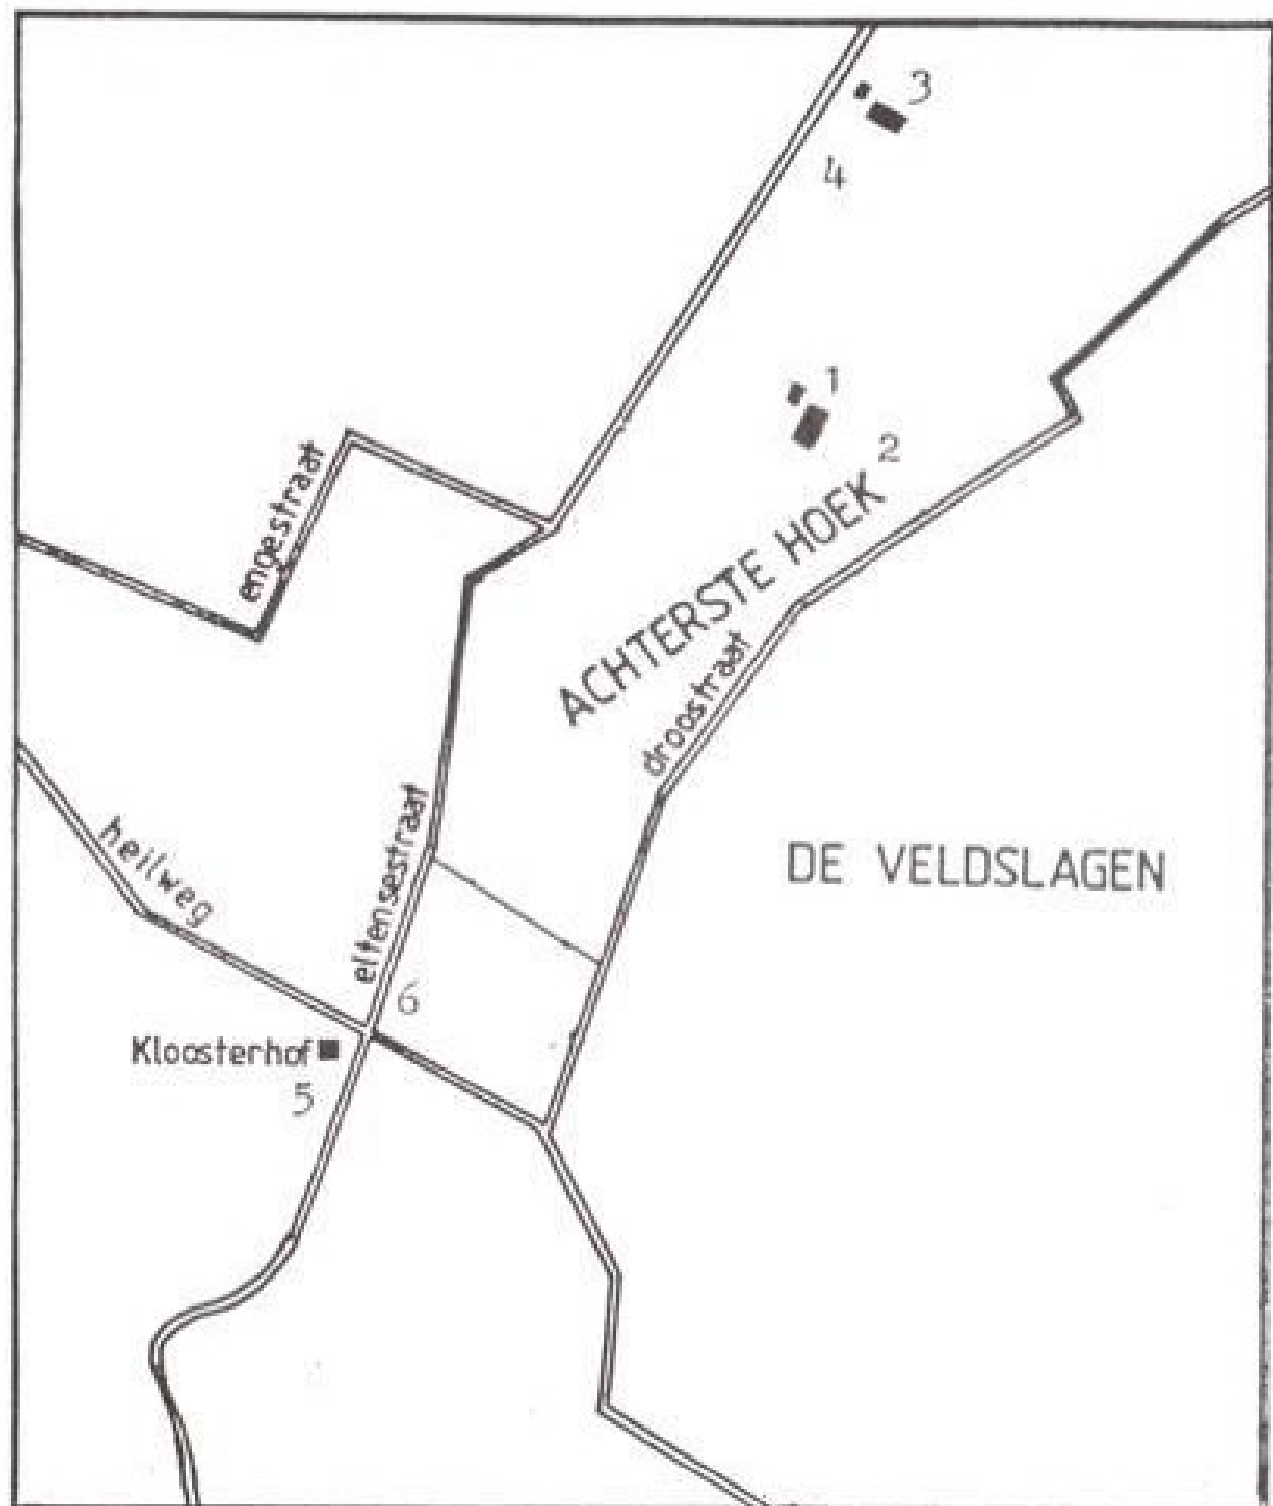 3
4
1
2
engestraat
ACHTERSTE HOEK
droostraat
DE VELDSLAGEN
heilweg
eltensestraat
6
Kloosterhof
5